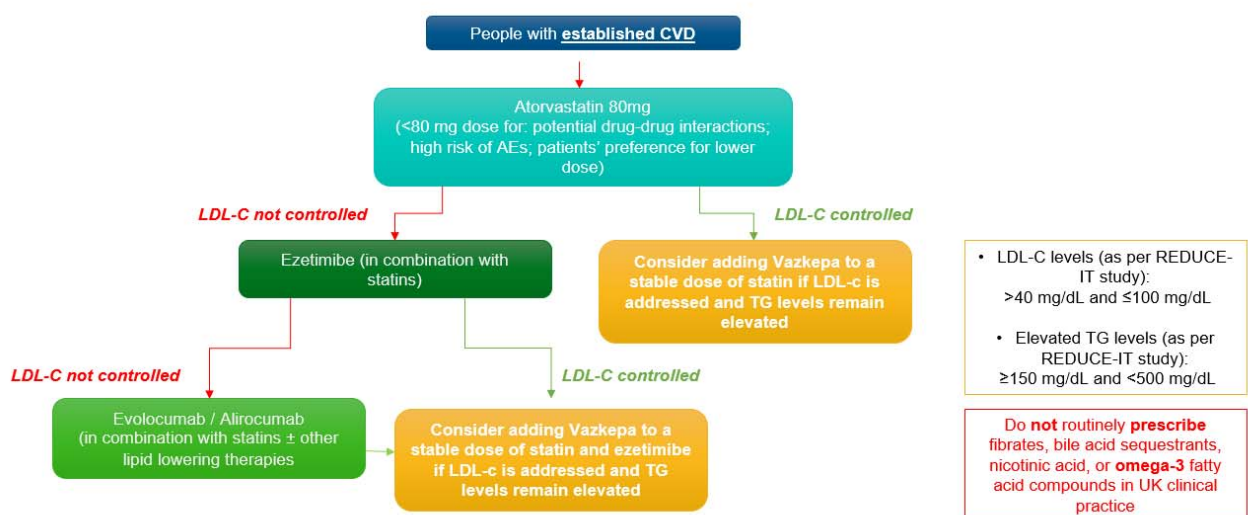 People with established CVD
Atorvastatin 80mg
(<80 mg dose for: potential drug-drug interactions;
high risk of AEs; patients' preference for lower
dose)
LDL-C not controlled
LDL-C controlled
Ezetimibe (in combination with
statins)
Consider adding Vazkepa to a
stable dose of statin if LDL-c is
addressed and TG levels remain
elevated
• LDL-C levels (as per REDUCE-
IT study):
>40 mg/dL and ≤100 mg/dL
• Elevated TG levels (as per
REDUCE-IT study):
≥150 mg/dL and <500 mg/dL
LDL-C not controlled
LDL-C controlled
Evolocumab / Alirocumab
(in combination with statins ± other
lipid lowering therapies
Consider adding Vazkepa to a
stable dose of statin and ezetimibe
if LDL-c is addressed and TG
levels remain elevated
Do not routinely prescribe
fibrates, bile acid sequestrants,
nicotinic acid, or omega-3 fatty
acid compounds in UK clinical
practice